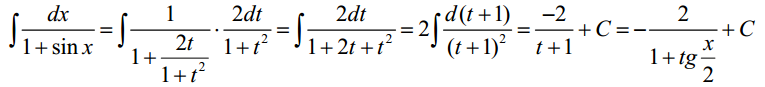 ∫ dx/(1+sin x) = ∫ 1/(1+ 2t/(1+t²)) · 2dt/(1+t²) = ∫ 2dt/(1+2t+t²) = 2∫ d(t+1)/(t+1)² = −2/(t+1) + C = − 2/(1+tg x/2) + C